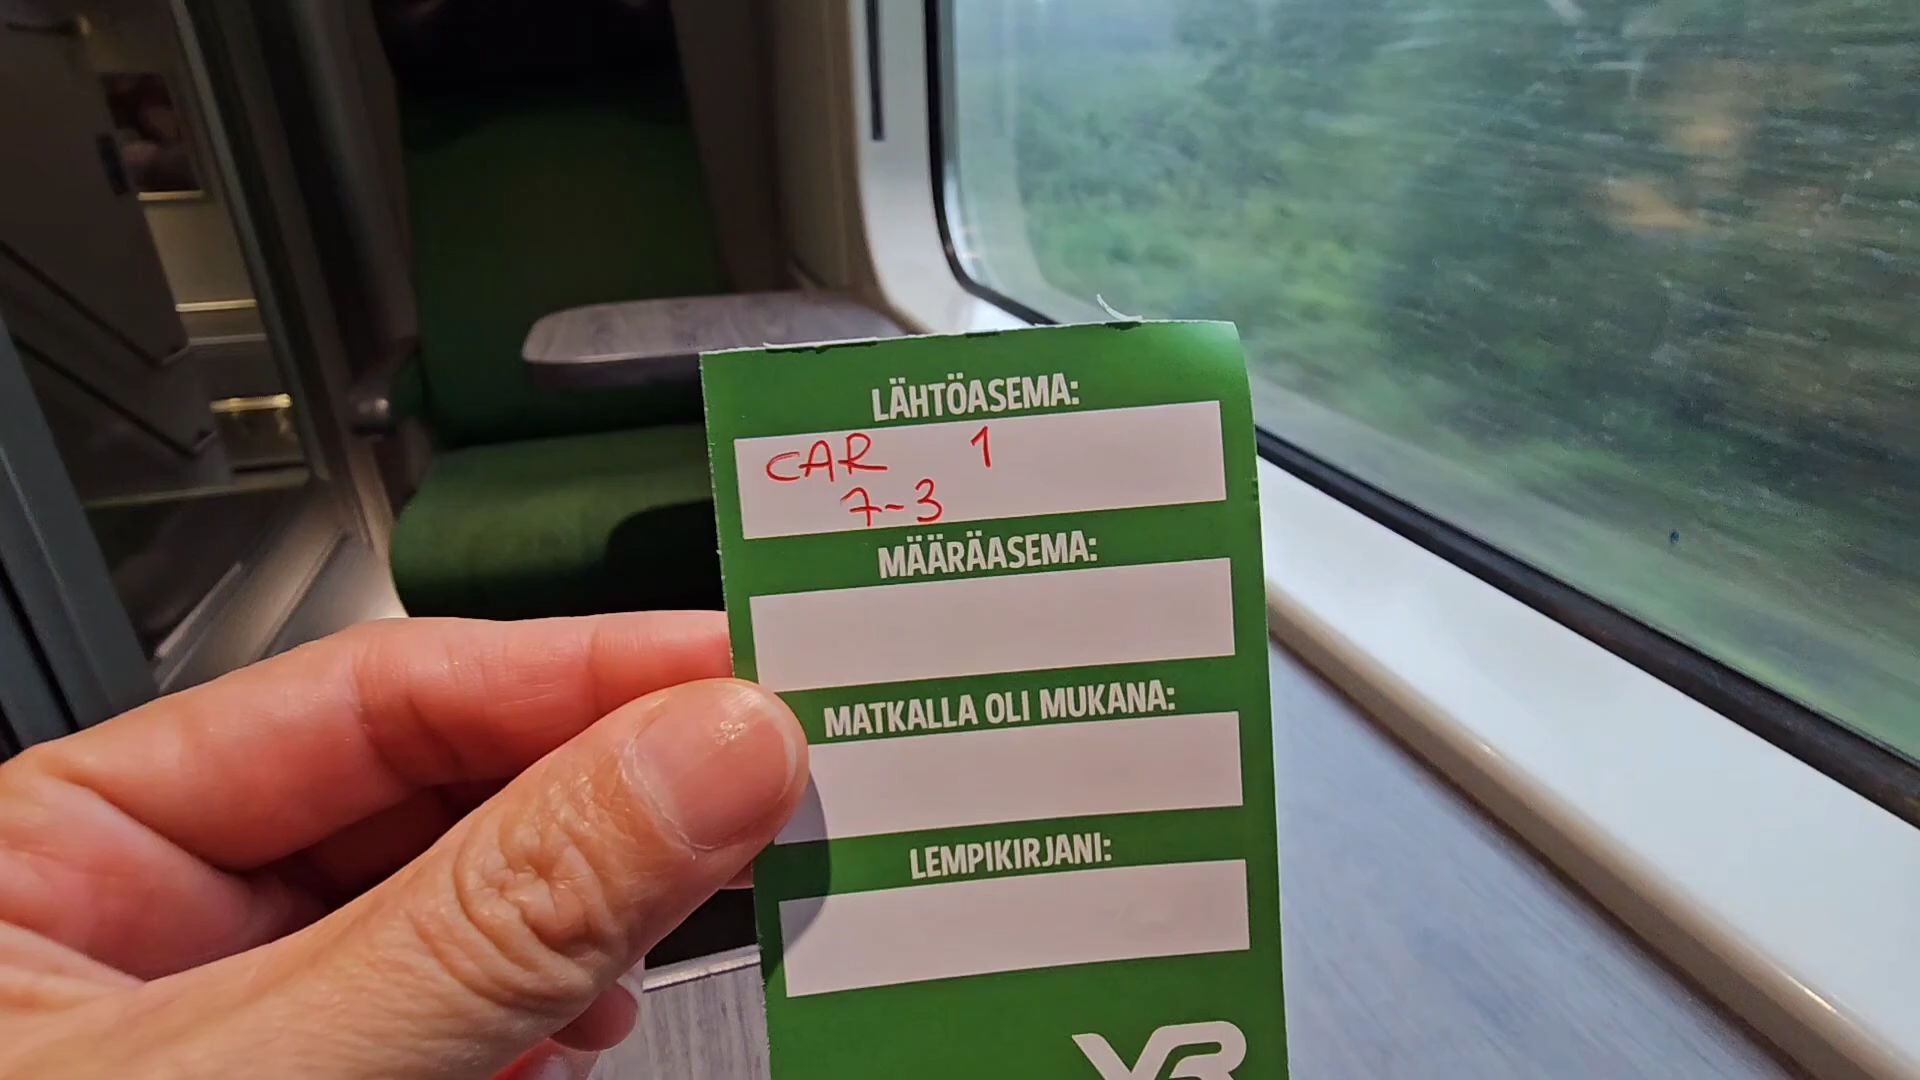 LÄHTÖASEMA:
CAR 1
7-3
MÄÄRÄASEMA:
MATKALLA OLI MUKANA:
LEMPIKIRJANI:
VR